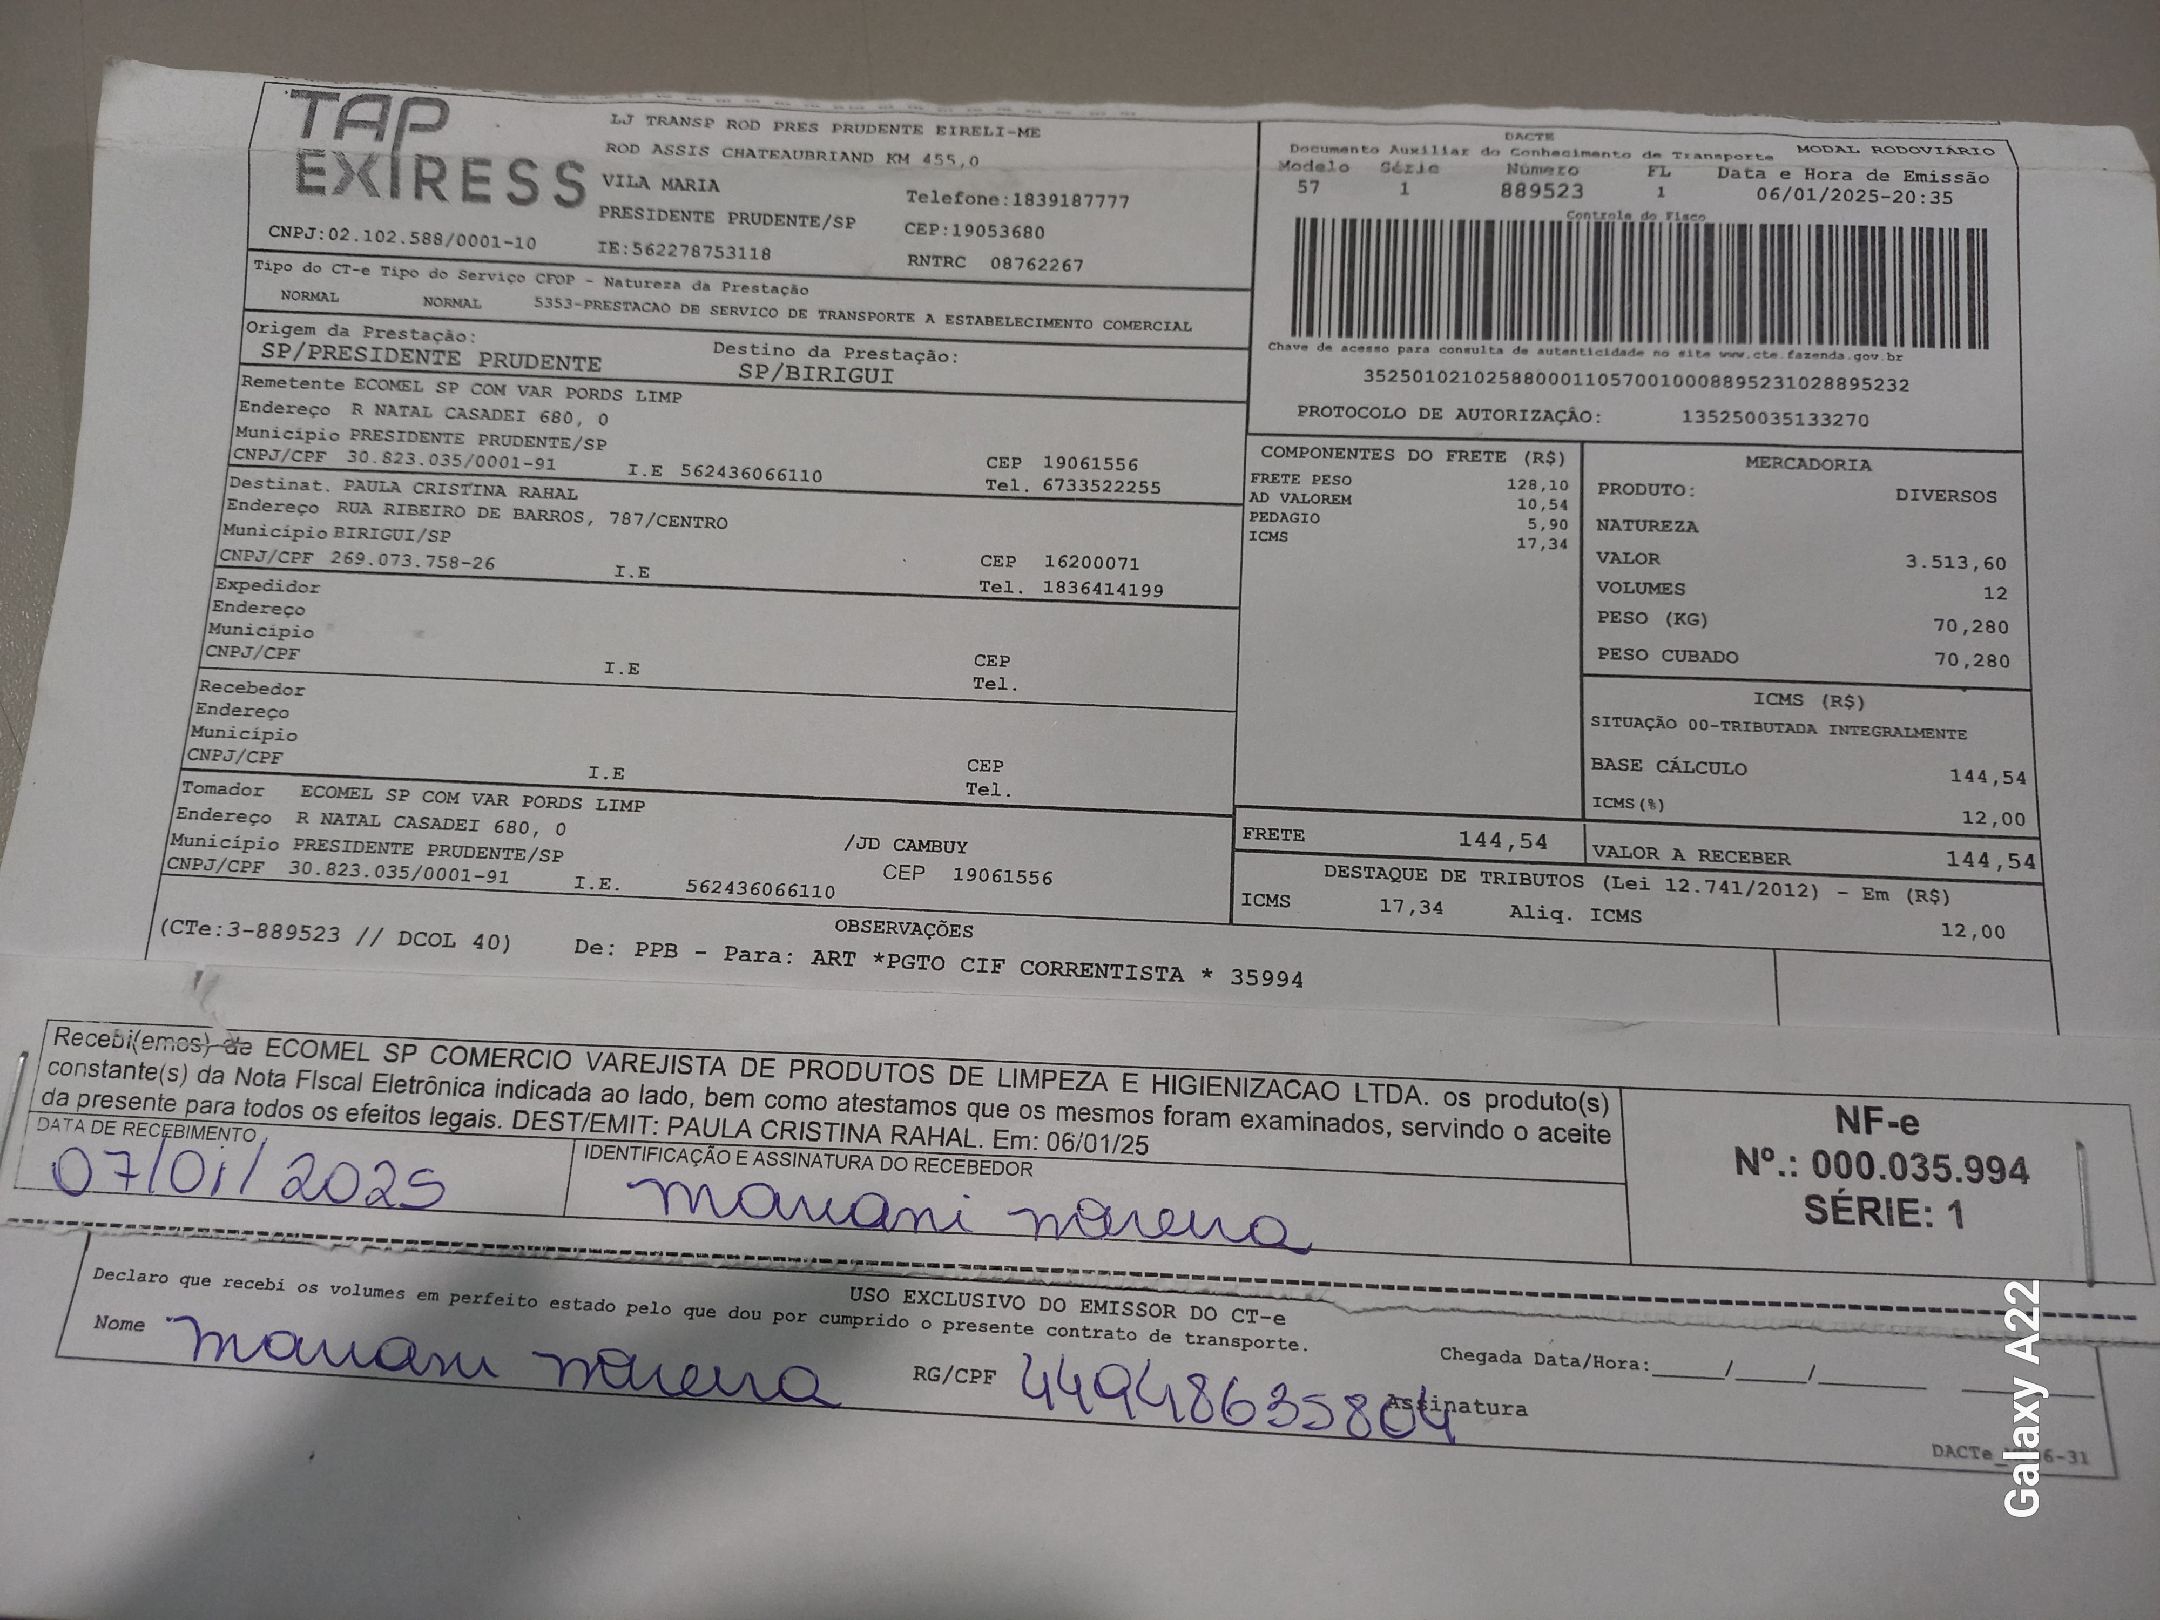 TAP EXIRESS
LJ TRANSP ROD PRES PRUDENTE EIRELI-ME
ROD ASSIS CHATEAUBRIAND KM 455,0
VILA MARIA
Telefone:1839187777
PRESIDENTE PRUDENTE/SP
CEP:19053680
CNPJ:02.102.588/0001-10
IE:562278753118
RNTRC 08762267
DACTE
Documento Auxiliar do Conhecimento de Transporte MODAL RODOVIÁRIO
Modelo Série Número FL Data e Hora de Emissão
57 1 889523 1 06/01/2025-20:35
Controle do Fisco
Chave de acesso para consulta de autenticidade no site www.cte.fazenda.gov.br
35250102102588000110570010008895231028895232
PROTOCOLO DE AUTORIZAÇÃO: 135250035133270
Tipo do CT-e Tipo do Serviço CFOP - Natureza da Prestação
NORMAL NORMAL 5353-PRESTACAO DE SERVICO DE TRANSPORTE A ESTABELECIMENTO COMERCIAL
Origem da Prestação: Destino da Prestação:
SP/PRESIDENTE PRUDENTE SP/BIRIGUI
Remetente ECOMEL SP COM VAR PORDS LIMP
Endereço R NATAL CASADEI 680, 0
Município PRESIDENTE PRUDENTE/SP CEP 19061556
CNPJ/CPF 30.823.035/0001-91 I.E 562436066110 Tel. 6733522255
Destinat. PAULA CRISTINA RAHAL
Endereço RUA RIBEIRO DE BARROS, 787/CENTRO
Município BIRIGUI/SP CEP 16200071
CNPJ/CPF 269.073.758-26 I.E Tel. 1836414199
Expedidor
Endereço
Município CEP
CNPJ/CPF I.E Tel.
Recebedor
Endereço
Município CEP
CNPJ/CPF I.E Tel.
Tomador ECOMEL SP COM VAR PORDS LIMP
Endereço R NATAL CASADEI 680, 0 /JD CAMBUY
Município PRESIDENTE PRUDENTE/SP CEP 19061556
CNPJ/CPF 30.823.035/0001-91 I.E. 562436066110
COMPONENTES DO FRETE (R$)
FRETE PESO 128,10
AD VALOREM 10,54
PEDAGIO 5,90
ICMS 17,34
MERCADORIA
PRODUTO: DIVERSOS
NATUREZA
VALOR 3.513,60
VOLUMES 12
PESO (KG) 70,280
PESO CUBADO 70,280
ICMS (R$)
SITUAÇÃO 00-TRIBUTADA INTEGRALMENTE
BASE CÁLCULO 144,54
ICMS(%) 12,00
FRETE 144,54 VALOR A RECEBER 144,54
DESTAQUE DE TRIBUTOS (Lei 12.741/2012) - Em (R$)
ICMS 17,34 Aliq. ICMS 12,00
OBSERVAÇÕES
(CTe:3-889523 // DCOL 40) De: PPB - Para: ART *PGTO CIF CORRENTISTA * 35994
Recebi(emos) de ECOMEL SP COMERCIO VAREJISTA DE PRODUTOS DE LIMPEZA E HIGIENIZACAO LTDA. os produto(s)
constante(s) da Nota FIscal Eletrônica indicada ao lado, bem como atestamos que os mesmos foram examinados, servindo o aceite
da presente para todos os efeitos legais. DEST/EMIT: PAULA CRISTINA RAHAL. Em: 06/01/25
DATA DE RECEBIMENTO IDENTIFICAÇÃO E ASSINATURA DO RECEBEDOR
07/01/2025 Mariani Moreira
NF-e
Nº.: 000.035.994
SÉRIE: 1
USO EXCLUSIVO DO EMISSOR DO CT-e
Declaro que recebi os volumes em perfeito estado pelo que dou por cumprido o presente contrato de transporte.
Nome Mariani Moreira RG/CPF 44948635804 Chegada Data/Hora:____/____/______
Assinatura
Galaxy A22